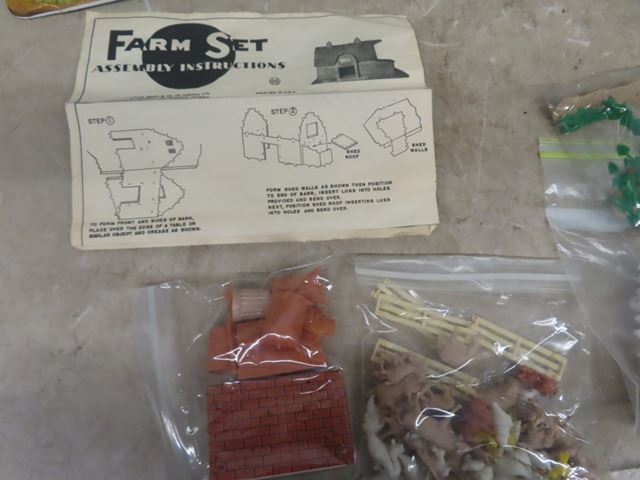 FARM SET
ASSEMBLY INSTRUCTIONS
PRINTED IN U.S.A.
STEP 1
STEP 2
SHED
ROOF
SHED
WALLS
FORM SHED WALLS AS SHOWN THEN POSITION
TO END OF BARN, INSERT LUGS INTO HOLES
PROVIDED AND BEND OVER.
NEXT, POSITION SHED ROOF INSERTING LUGS
INTO HOLES AND BEND OVER.
TO FORM FRONT AND SIDES OF BARN,
PLACE OVER THE EDGE OF A TABLE OR
SIMILAR OBJECT AND CREASE AS SHOWN.